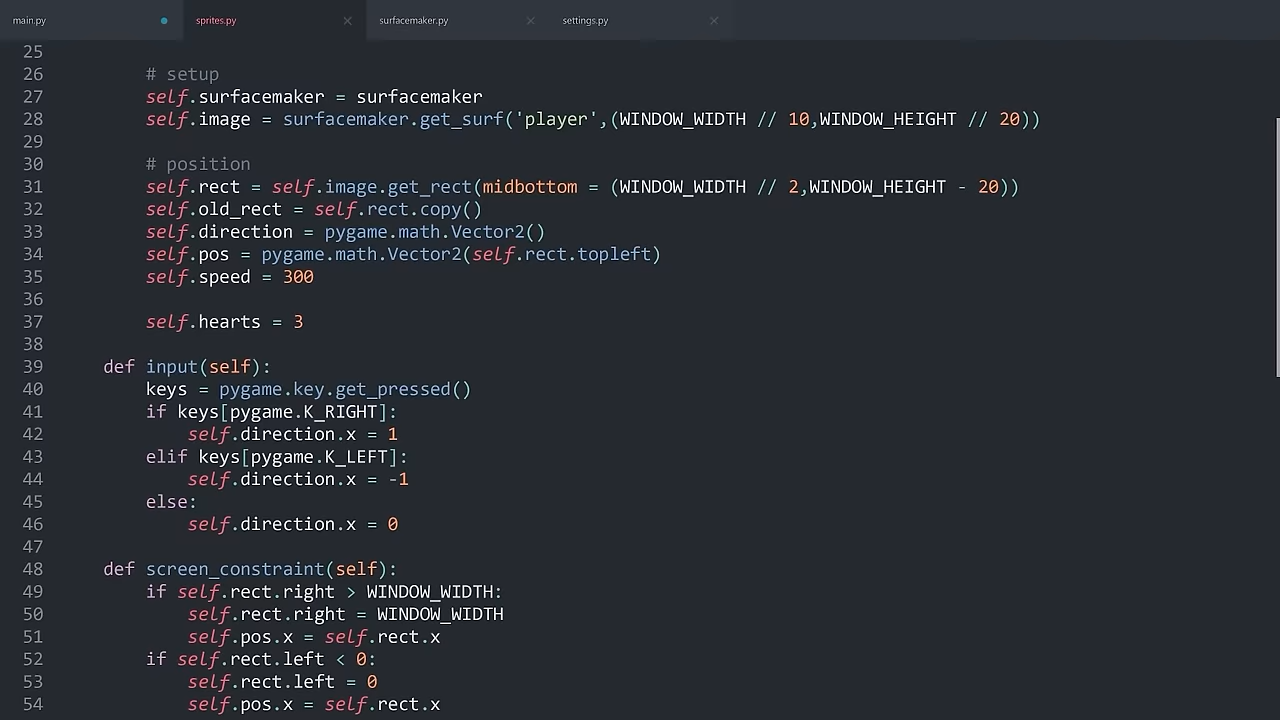 main.py sprites.py surfacemaker.py settings.py
25
26 # setup
27 self.surfacemaker = surfacemaker
28 self.image = surfacemaker.get_surf('player',(WINDOW_WIDTH // 10,WINDOW_HEIGHT // 20))
29
30 # position
31 self.rect = self.image.get_rect(midbottom = (WINDOW_WIDTH // 2,WINDOW_HEIGHT - 20))
32 self.old_rect = self.rect.copy()
33 self.direction = pygame.math.Vector2()
34 self.pos = pygame.math.Vector2(self.rect.topleft)
35 self.speed = 300
36
37 self.hearts = 3
38
39 def input(self):
40 keys = pygame.key.get_pressed()
41 if keys[pygame.K_RIGHT]:
42 self.direction.x = 1
43 elif keys[pygame.K_LEFT]:
44 self.direction.x = -1
45 else:
46 self.direction.x = 0
47
48 def screen_constraint(self):
49 if self.rect.right > WINDOW_WIDTH:
50 self.rect.right = WINDOW_WIDTH
51 self.pos.x = self.rect.x
52 if self.rect.left < 0:
53 self.rect.left = 0
54 self.pos.x = self.rect.x